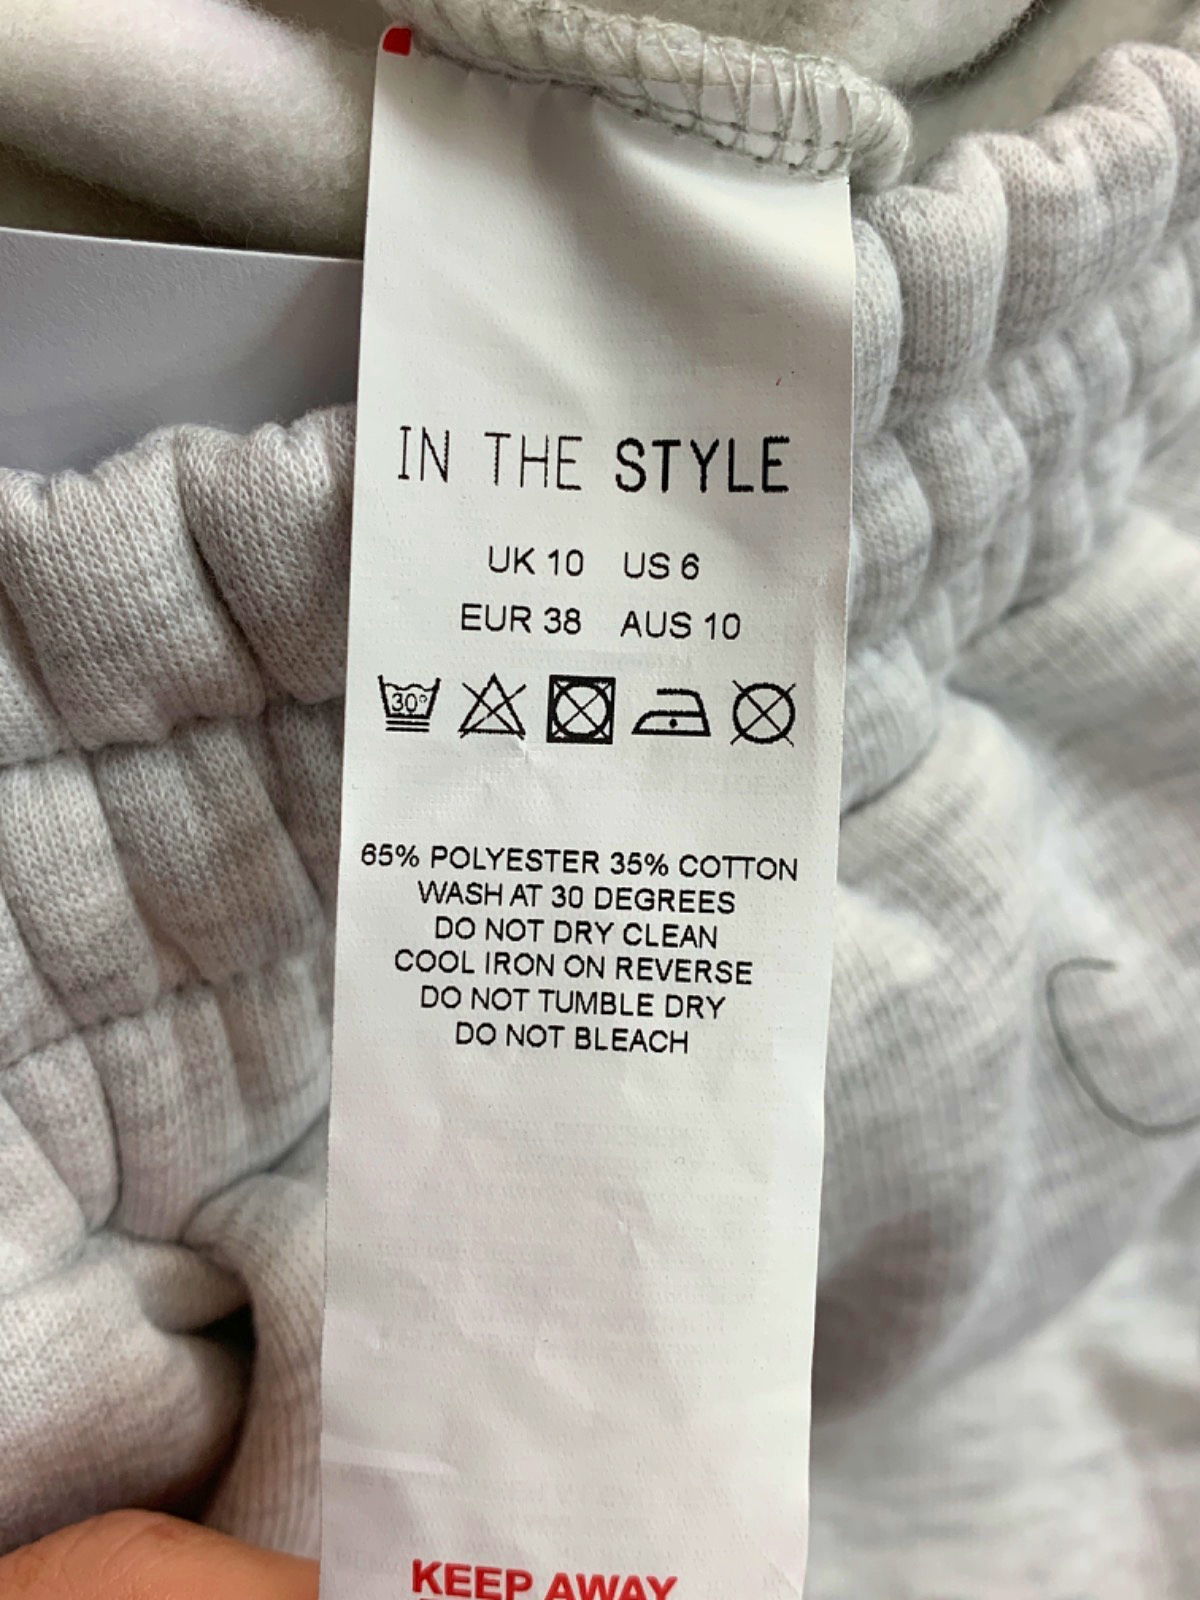 IN THE STYLE
UK 10 US 6
EUR 38 AUS 10
30°
65% POLYESTER 35% COTTON
WASH AT 30 DEGREES
DO NOT DRY CLEAN
COOL IRON ON REVERSE
DO NOT TUMBLE DRY
DO NOT BLEACH
KEEP AWAY